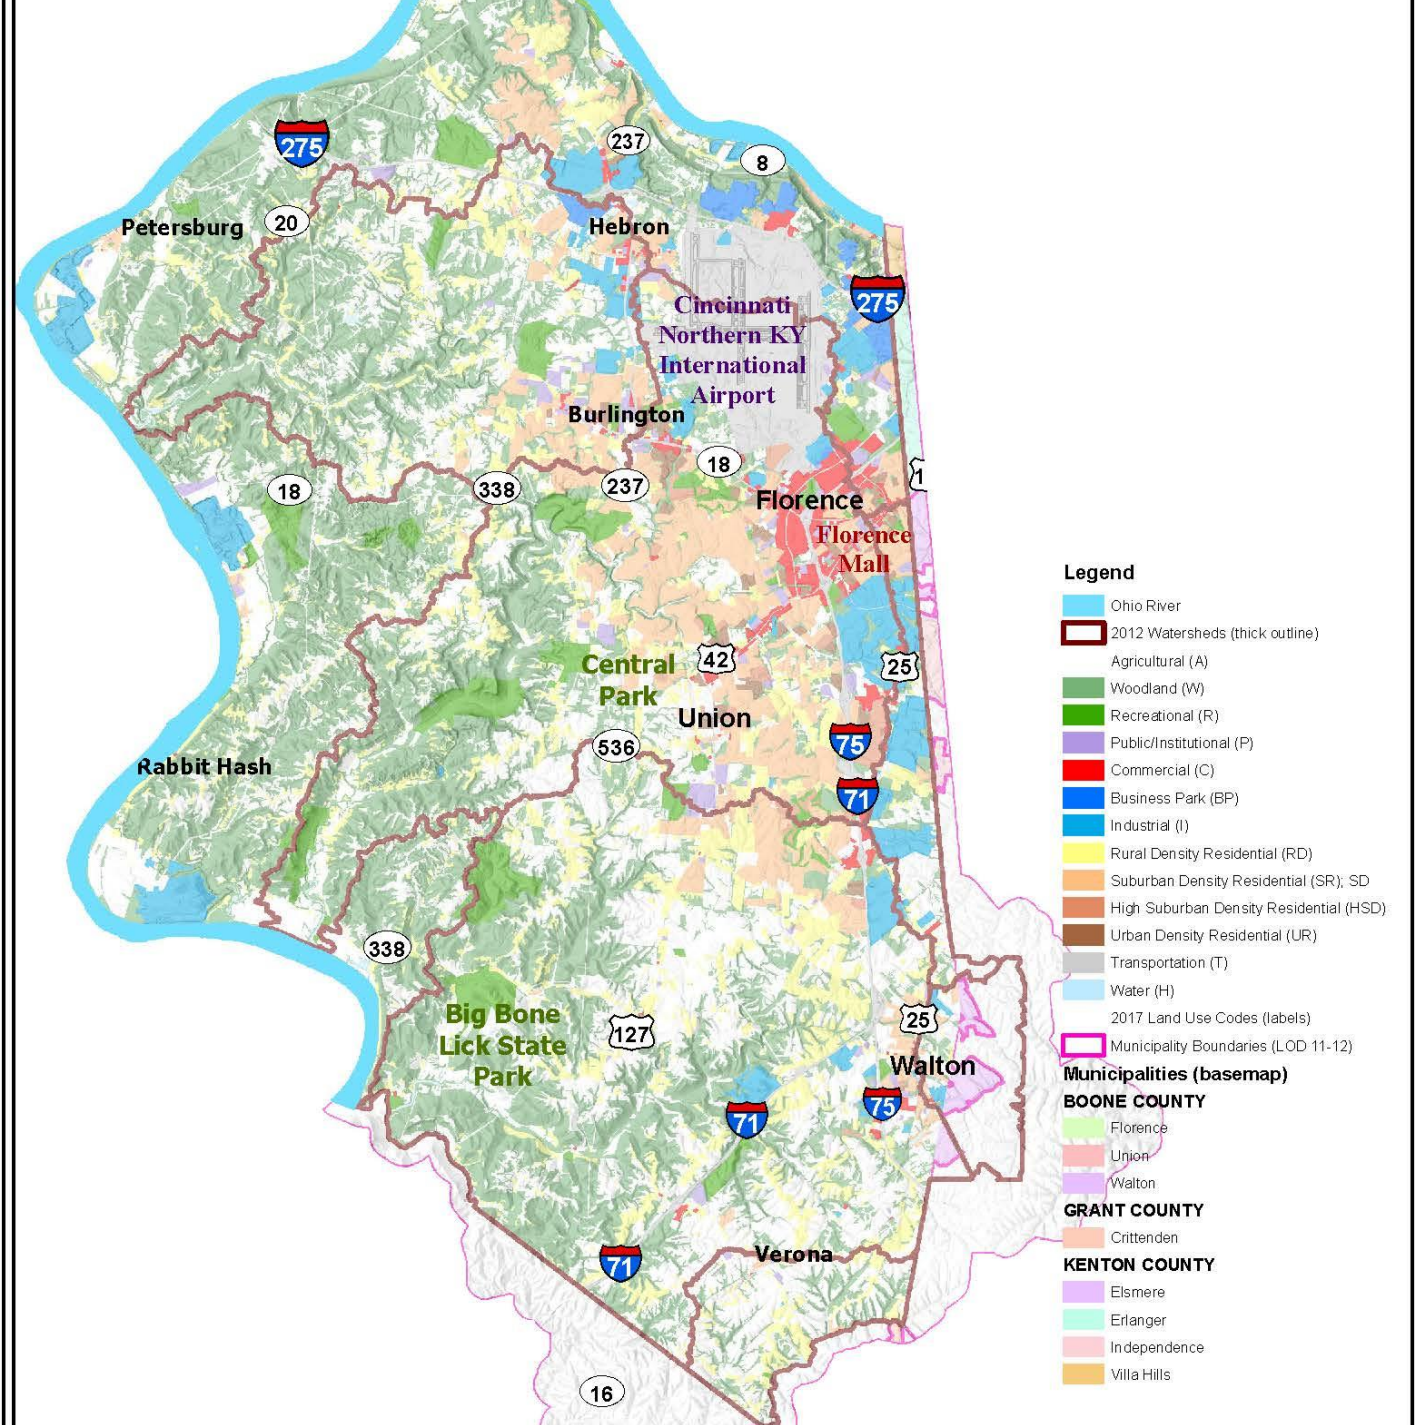 275
237
8
Petersburg
20
Hebron
275
Cincinnati
Northern KY
International
Airport
Burlington
18
1
18
338
237
Florence
Florence
Mall
Central
Park
42
25
Union
536
75
Rabbit Hash
71
338
Big Bone
Lick State
Park
127
25
Walton
71
75
71
Verona
16
Legend
Ohio River
2012 Watersheds (thick outline)
Agricultural (A)
Woodland (W)
Recreational (R)
Public/Institutional (P)
Commercial (C)
Business Park (BP)
Industrial (I)
Rural Density Residential (RD)
Suburban Density Residential (SR); SD
High Suburban Density Residential (HSD)
Urban Density Residential (UR)
Transportation (T)
Water (H)
2017 Land Use Codes (labels)
Municipality Boundaries (LOD 11-12)
Municipalities (basemap)
BOONE COUNTY
Florence
Union
Walton
GRANT COUNTY
Crittenden
KENTON COUNTY
Elsmere
Erlanger
Independence
Villa Hills